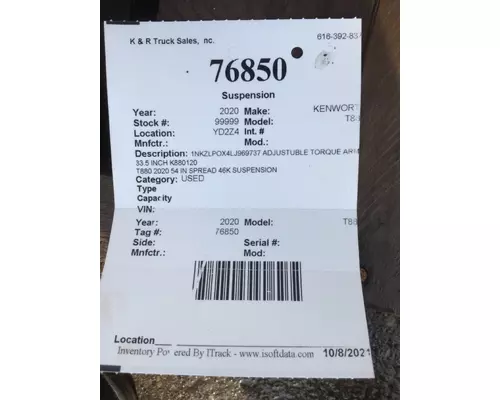 K & R Truck Sales, nc. 616-392-83
76850
Suspension
Year: 2020 Make: KENWORT
Stock #: 99999 Model: T8
Location: YD2Z4 Int. #
Mnfctr.: Mod.:
Description: 1NKZLPOX4LJ969737 ADJUSTUBLE TORQUE ARM
33.5 INCH K880120
T880 2020 54 IN SPREAD 46K SUSPENSION
Category: USED
Type
Capacity
VIN:
Year: 2020 Model: T88
Tag #: 76850
Side: Serial #:
Mnfctr.: Mod:
Location
Inventory Powered By ITrack - www.isoftdata.com 10/8/2021